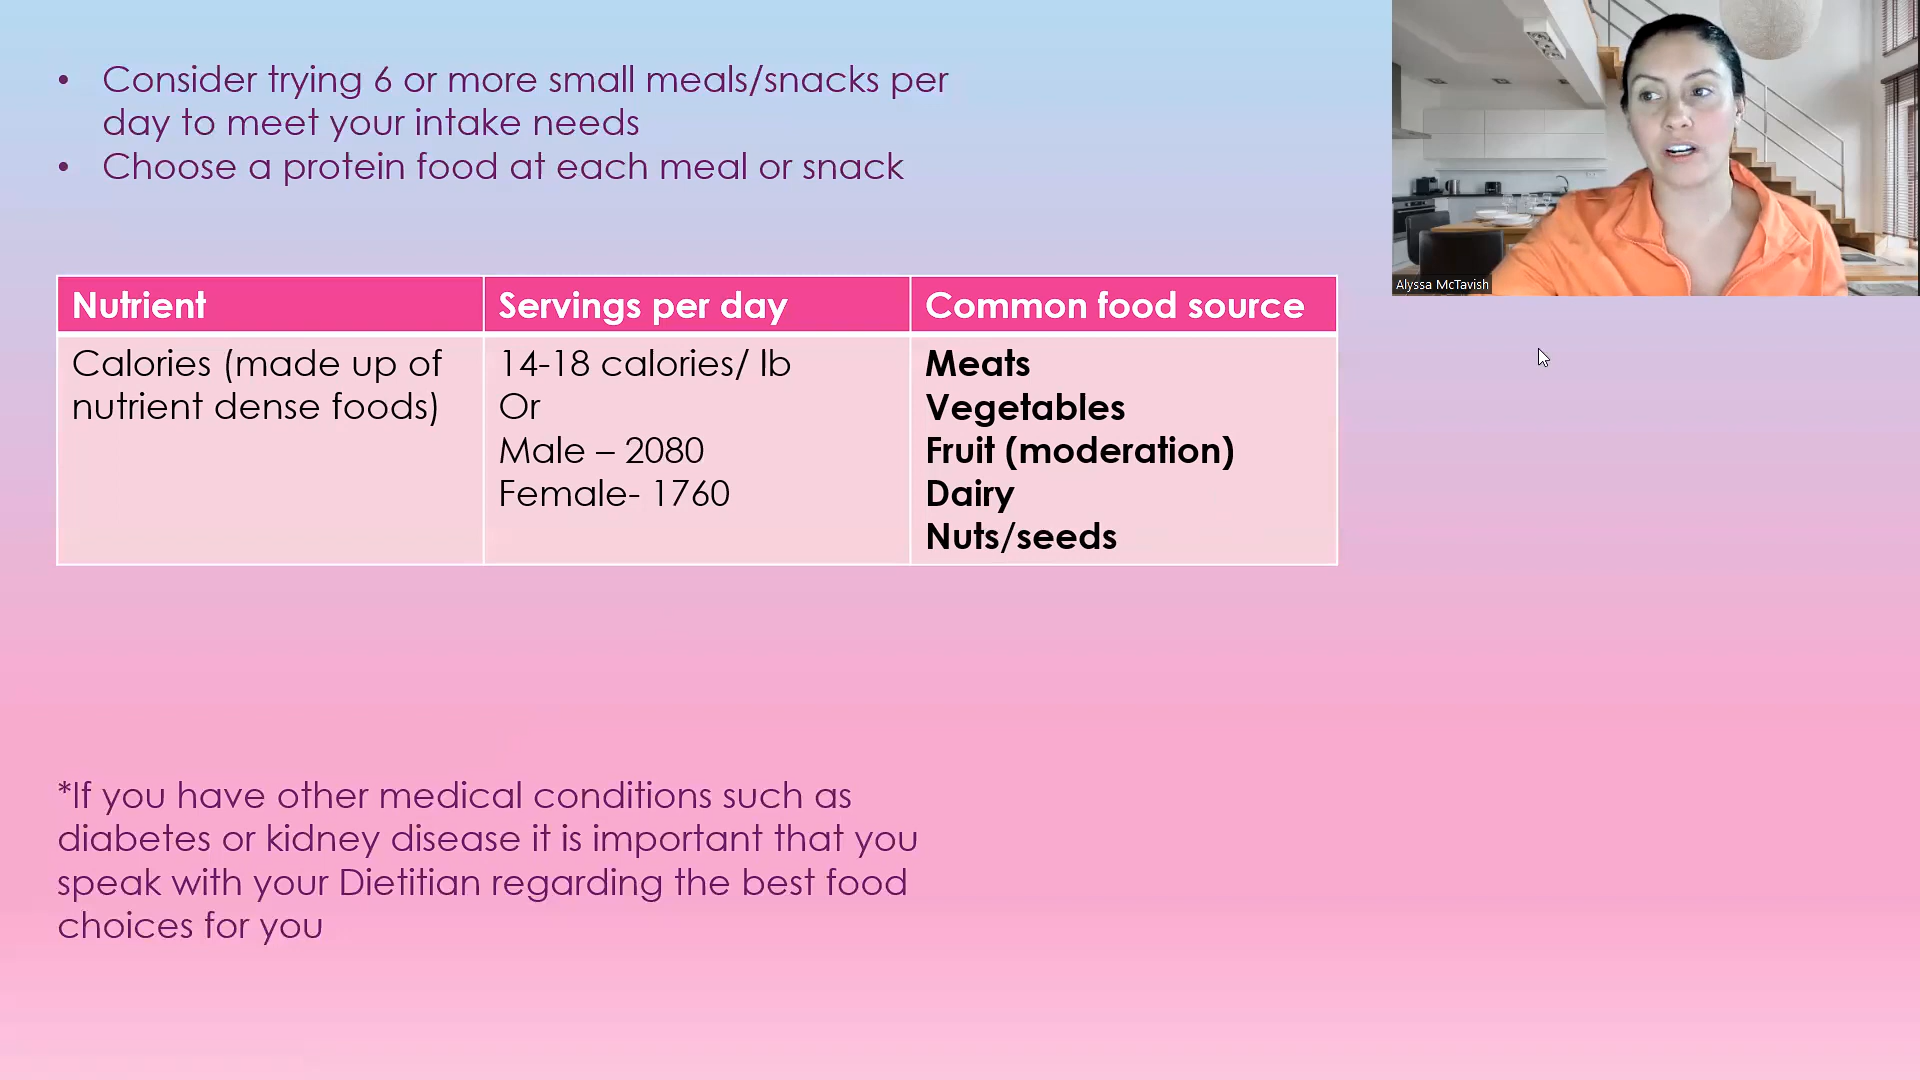 • Consider trying 6 or more small meals/snacks per
day to meet your intake needs
• Choose a protein food at each meal or snack
Alyssa McTavish
Nutrient
Servings per day
Common food source
Calories (made up of
nutrient dense foods)
14-18 calories/ lb
Or
Male – 2080
Female- 1760
Meats
Vegetables
Fruit (moderation)
Dairy
Nuts/seeds
*If you have other medical conditions such as
diabetes or kidney disease it is important that you
speak with your Dietitian regarding the best food
choices for you